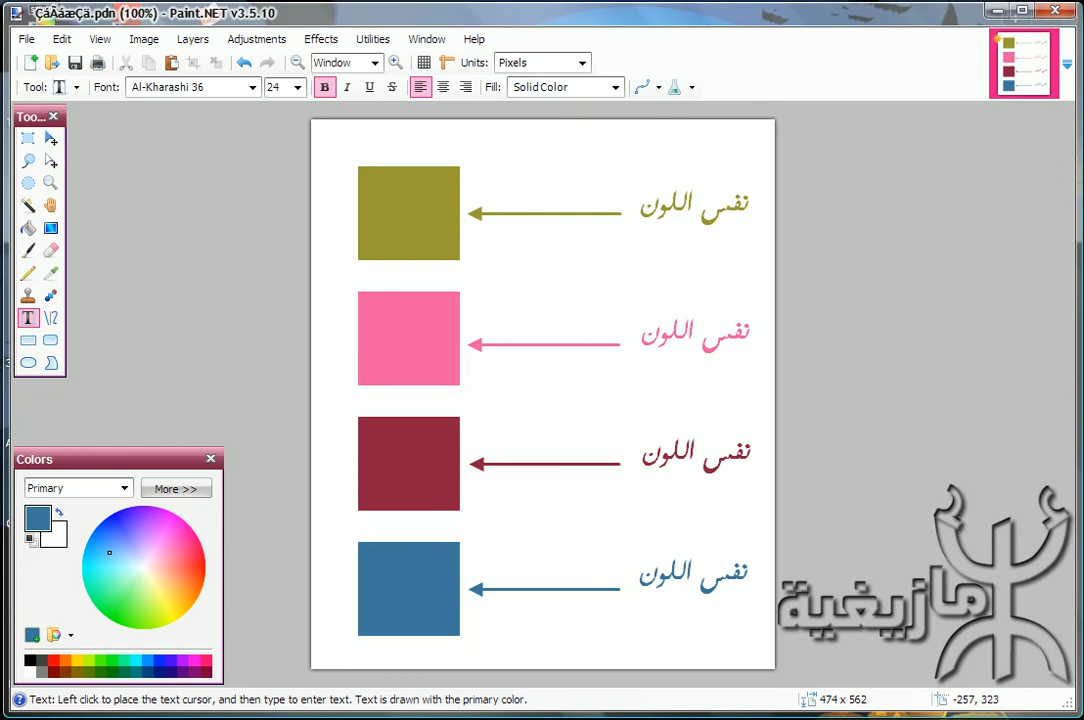 ÇáÃáæÇä.pdn (100%) - Paint.NET v3.5.10
File Edit View Image Layers Adjustments Effects Utilities Window Help
Window Units: Pixels
Tool: T Font: Al-Kharashi 36 24 B I U S Fill: Solid Color
Too...
نفس اللون
نفس اللون
نفس اللون
نفس اللون
Colors
Primary More >>
مازيغية
Text: Left click to place the text cursor, and then type to enter text. Text is drawn with the primary color. 474 x 562 -257, 323